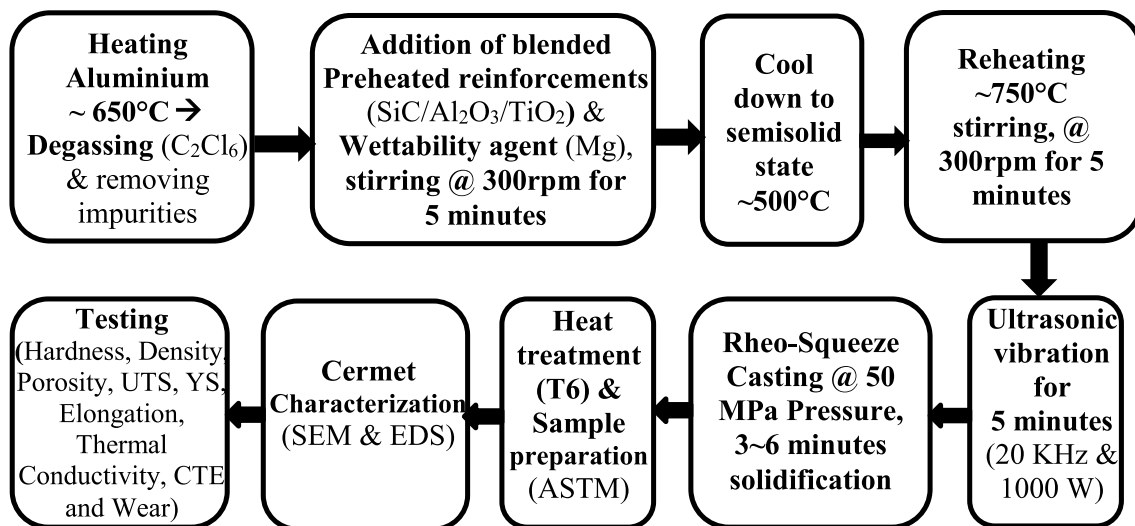 Heating
Aluminium
~ 650°C →
Degassing (C₂Cl₆)
& removing
impurities
Addition of blended
Preheated reinforcements
(SiC/Al₂O₃/TiO₂) &
Wettability agent (Mg),
stirring @ 300rpm for
5 minutes
Cool
down to
semisolid
state
~500°C
Reheating
~750°C
stirring, @
300rpm for 5
minutes
Ultrasonic
vibration
for
5 minutes
(20 KHz &
1000 W)
Rheo-Squeeze
Casting @ 50
MPa Pressure,
3~6 minutes
solidification
Heat
treatment
(T6) &
Sample
preparation
(ASTM)
Cermet
Characterization
(SEM & EDS)
Testing
(Hardness, Density,
Porosity, UTS, YS,
Elongation,
Thermal
Conductivity, CTE
and Wear)